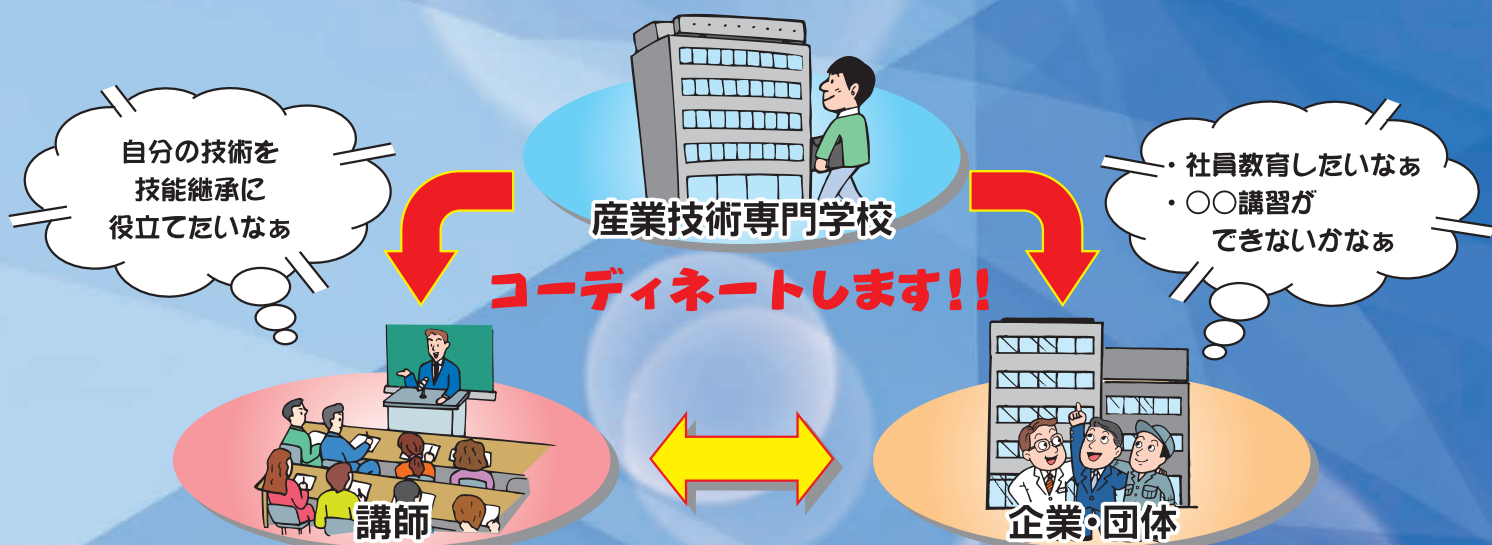 自分の技術を
技能継承に
役立てたいなぁ
産業技術専門学校
・社員教育したいなぁ
・○○講習が
できないかなぁ
コーディネートします!!
講師
企業・団体